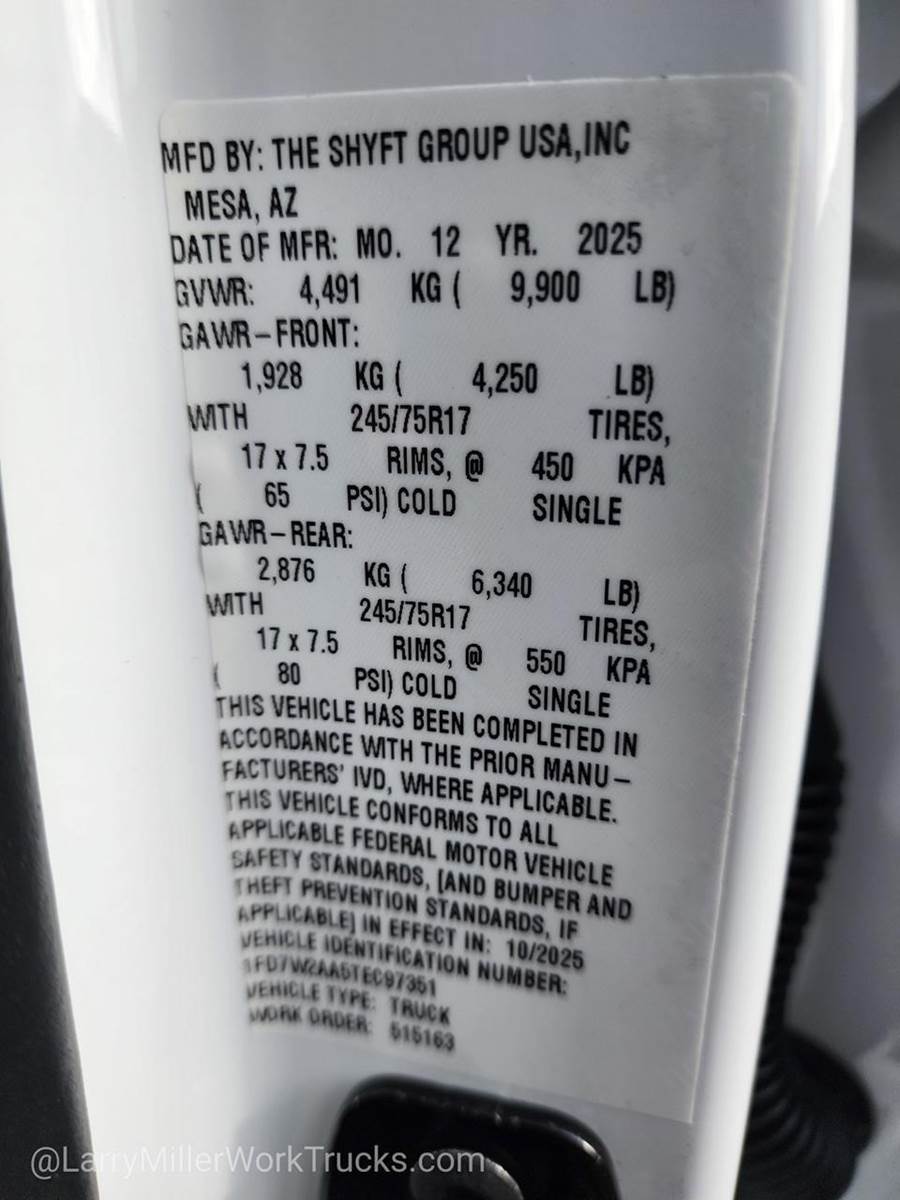 MFD BY: THE SHYFT GROUP USA,INC
MESA, AZ
DATE OF MFR: MO. 12 YR. 2025
GVWR: 4,491 KG ( 9,900 LB)
GAWR-FRONT:
1,928 KG ( 4,250 LB)
WITH 245/75R17 TIRES,
17 x 7.5 RIMS, @ 450 KPA
( 65 PSI) COLD SINGLE
GAWR-REAR:
2,876 KG ( 6,340 LB)
WITH 245/75R17 TIRES,
17 x 7.5 RIMS, @ 550 KPA
( 80 PSI) COLD SINGLE
THIS VEHICLE HAS BEEN COMPLETED IN
ACCORDANCE WITH THE PRIOR MANU-
FACTURERS' IVD, WHERE APPLICABLE.
THIS VEHICLE CONFORMS TO ALL
APPLICABLE FEDERAL MOTOR VEHICLE
SAFETY STANDARDS, [AND BUMPER AND
THEFT PREVENTION STANDARDS, IF
APPLICABLE] IN EFFECT IN: 10/2025
VEHICLE IDENTIFICATION NUMBER:
1FD7W2AA5TEC97351
VEHICLE TYPE: TRUCK
WORK ORDER: 515163
@LarryMillerWorkTrucks.com